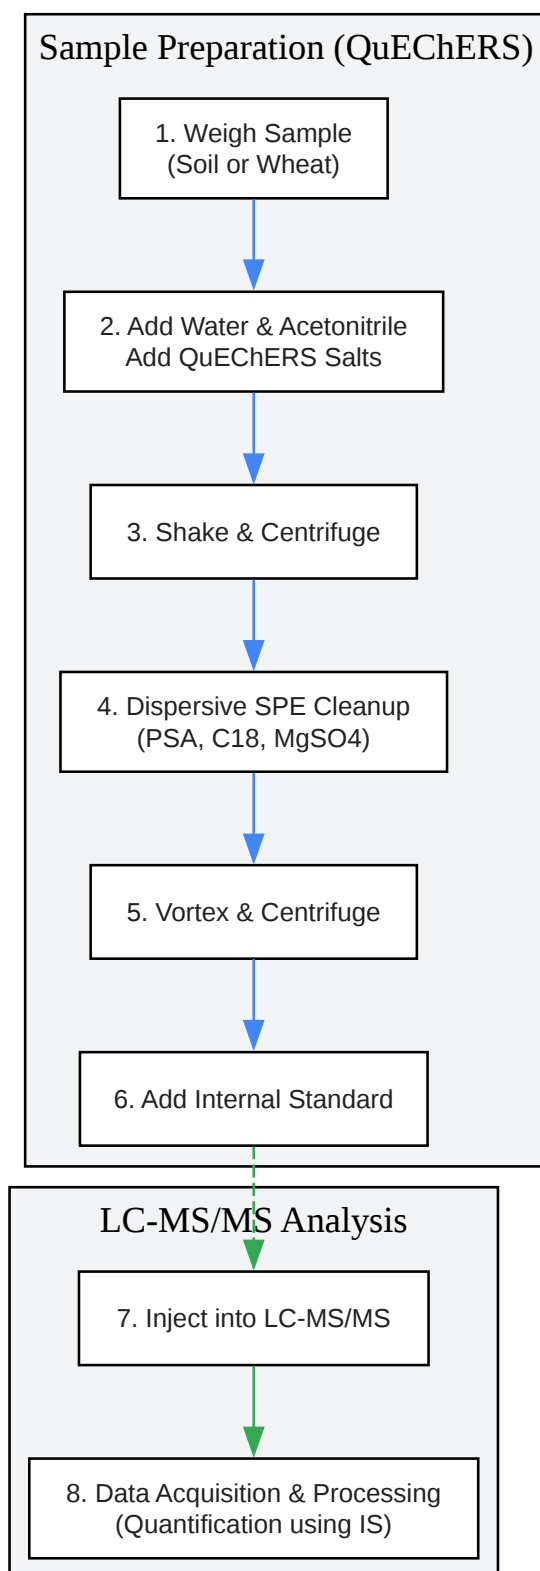 Sample Preparation (QuEChERS)
1. Weigh Sample
(Soil or Wheat)
2. Add Water & Acetonitrile
Add QuEChERS Salts
3. Shake & Centrifuge
4. Dispersive SPE Cleanup
(PSA, C18, MgSO4)
5. Vortex & Centrifuge
6. Add Internal Standard
LC-MS/MS Analysis
7. Inject into LC-MS/MS
8. Data Acquisition & Processing
(Quantification using IS)